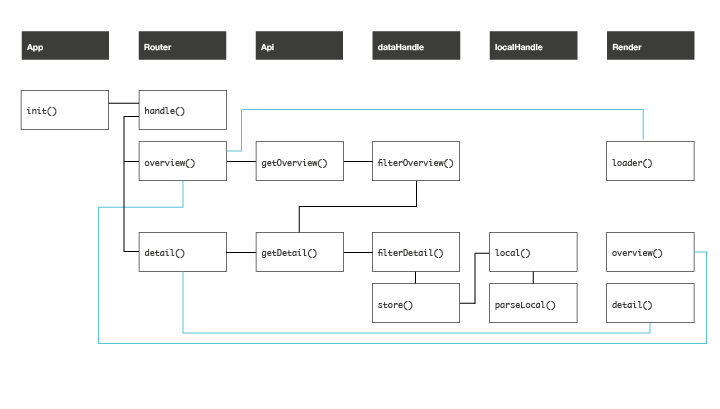 App Router Api dataHandle localHandle Render
init() handle()
overview() getOverview() filterOverview() loader()
detail() getDetail() filterDetail() local() overview()
store() parseLocal() detail()